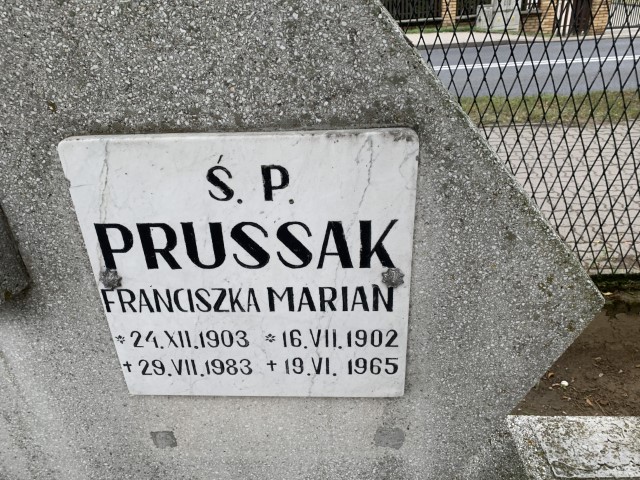 Ś. P.
PRUSSAK
FRANCISZKA MARIAN
* 24.XII.1903 * 16.VII.1902
+ 29.VII.1983 + 19.VI.1965